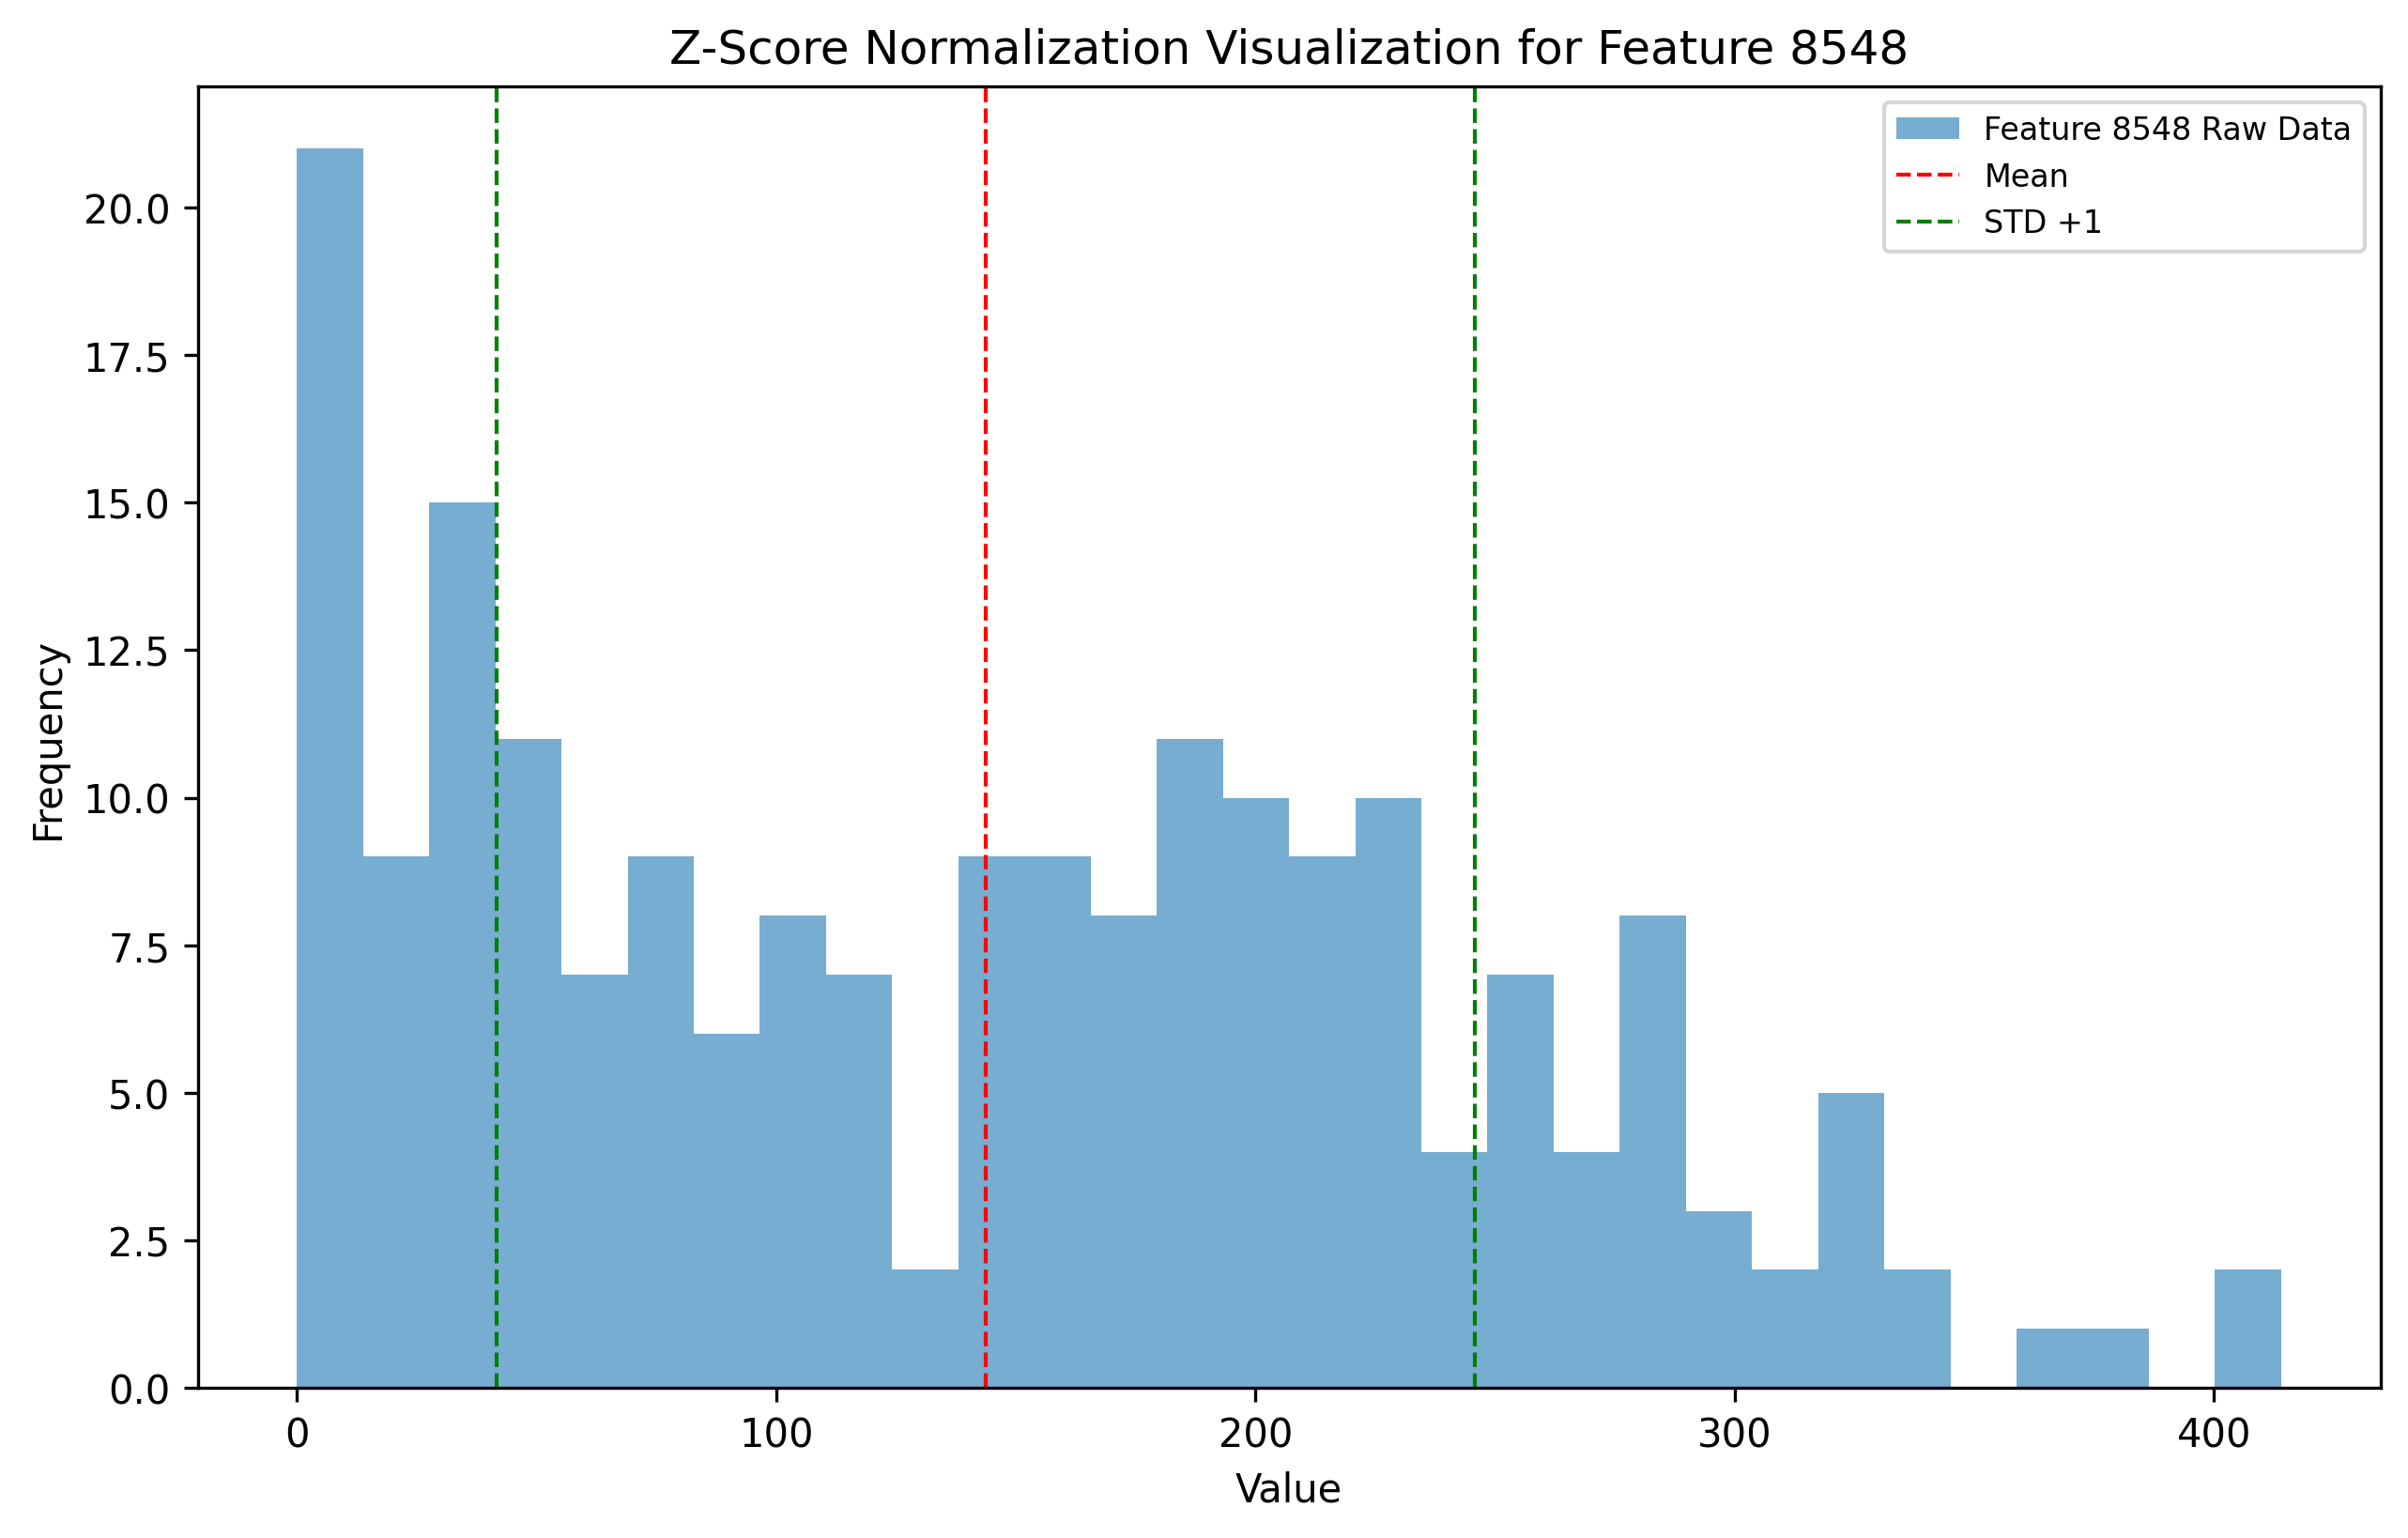 Z-Score Normalization Visualization for Feature 8548
Feature 8548 Raw Data
Mean
STD +1
20.0
17.5
15.0
12.5
10.0
7.5
5.0
2.5
0.0
Frequency
0 100 200 300 400
Value